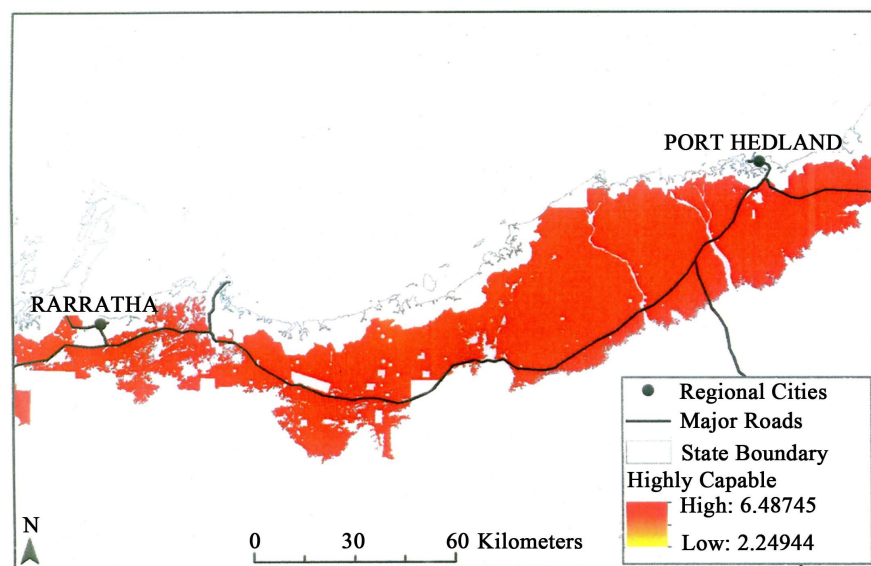 PORT HEDLAND
RARRATHA
Regional Cities
Major Roads
State Boundary
Highly Capable
High: 6.48745
Low: 2.24944
N
0 30 60 Kilometers